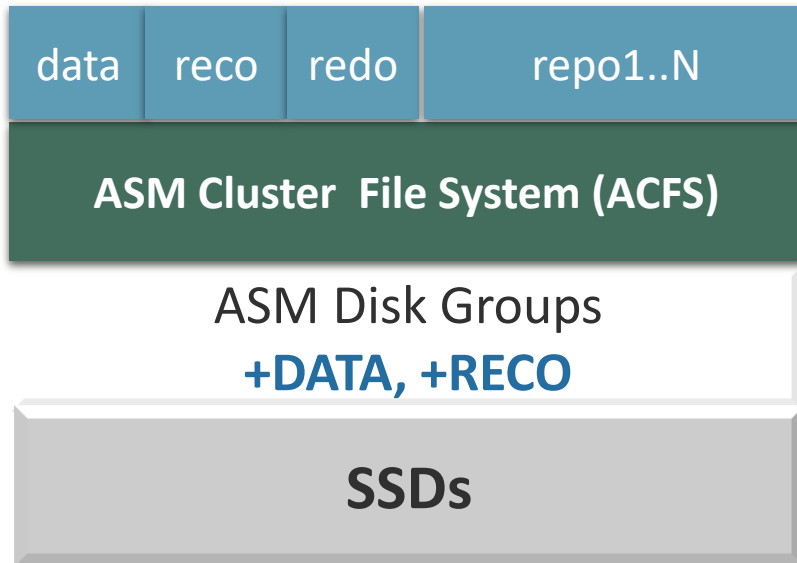 data reco redo repo1..N
ASM Cluster File System (ACFS)
ASM Disk Groups
+DATA, +RECO
SSDs